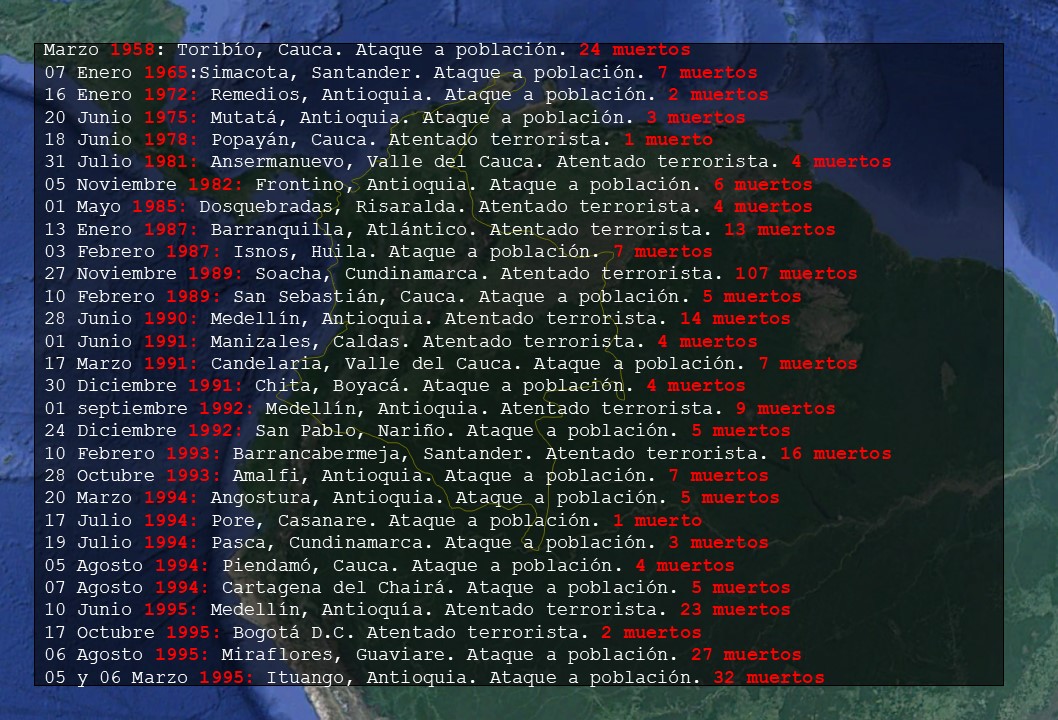 Marzo 1958: Toribío, Cauca. Ataque a población. 24 muertos
07 Enero 1965:Simacota, Santander. Ataque a población. 7 muertos
16 Enero 1972: Remedios, Antioquia. Ataque a población. 2 muertos
20 Junio 1975: Mutatá, Antioquia. Ataque a población. 3 muertos
18 Junio 1978: Popayán, Cauca. Atentado terrorista. 1 muerto
31 Julio 1981: Ansermanuevo, Valle del Cauca. Atentado terrorista. 4 muertos
05 Noviembre 1982: Frontino, Antioquia. Ataque a población. 6 muertos
01 Mayo 1985: Dosquebradas, Risaralda. Atentado terrorista. 4 muertos
13 Enero 1987: Barranquilla, Atlántico. Atentado terrorista. 13 muertos
03 Febrero 1987: Isnos, Huila. Ataque a población. 7 muertos
27 Noviembre 1989: Soacha, Cundinamarca. Atentado terrorista. 107 muertos
10 Febrero 1989: San Sebastián, Cauca. Ataque a población. 5 muertos
28 Junio 1990: Medellín, Antioquia. Atentado terrorista. 14 muertos
01 Junio 1991: Manizales, Caldas. Atentado terrorista. 4 muertos
17 Marzo 1991: Candelaria, Valle del Cauca. Ataque a población. 7 muertos
30 Diciembre 1991: Chita, Boyacá. Ataque a población. 4 muertos
01 septiembre 1992: Medellín, Antioquia. Atentado terrorista. 9 muertos
24 Diciembre 1992: San Pablo, Nariño. Ataque a población. 5 muertos
10 Febrero 1993: Barrancabermeja, Santander. Atentado terrorista. 16 muertos
28 Octubre 1993: Amalfi, Antioquia. Ataque a población. 7 muertos
20 Marzo 1994: Angostura, Antioquia. Ataque a población. 5 muertos
17 Julio 1994: Pore, Casanare. Ataque a población. 1 muerto
19 Julio 1994: Pasca, Cundinamarca. Ataque a población. 3 muertos
05 Agosto 1994: Piendamó, Cauca. Ataque a población. 4 muertos
07 Agosto 1994: Cartagena del Chairá. Ataque a población. 5 muertos
10 Junio 1995: Medellín, Antioquía. Atentado terrorista. 23 muertos
17 Octubre 1995: Bogotá D.C. Atentado terrorista. 2 muertos
06 Agosto 1995: Miraflores, Guaviare. Ataque a población. 27 muertos
05 y 06 Marzo 1995: Ituango, Antioquia. Ataque a población. 32 muertos